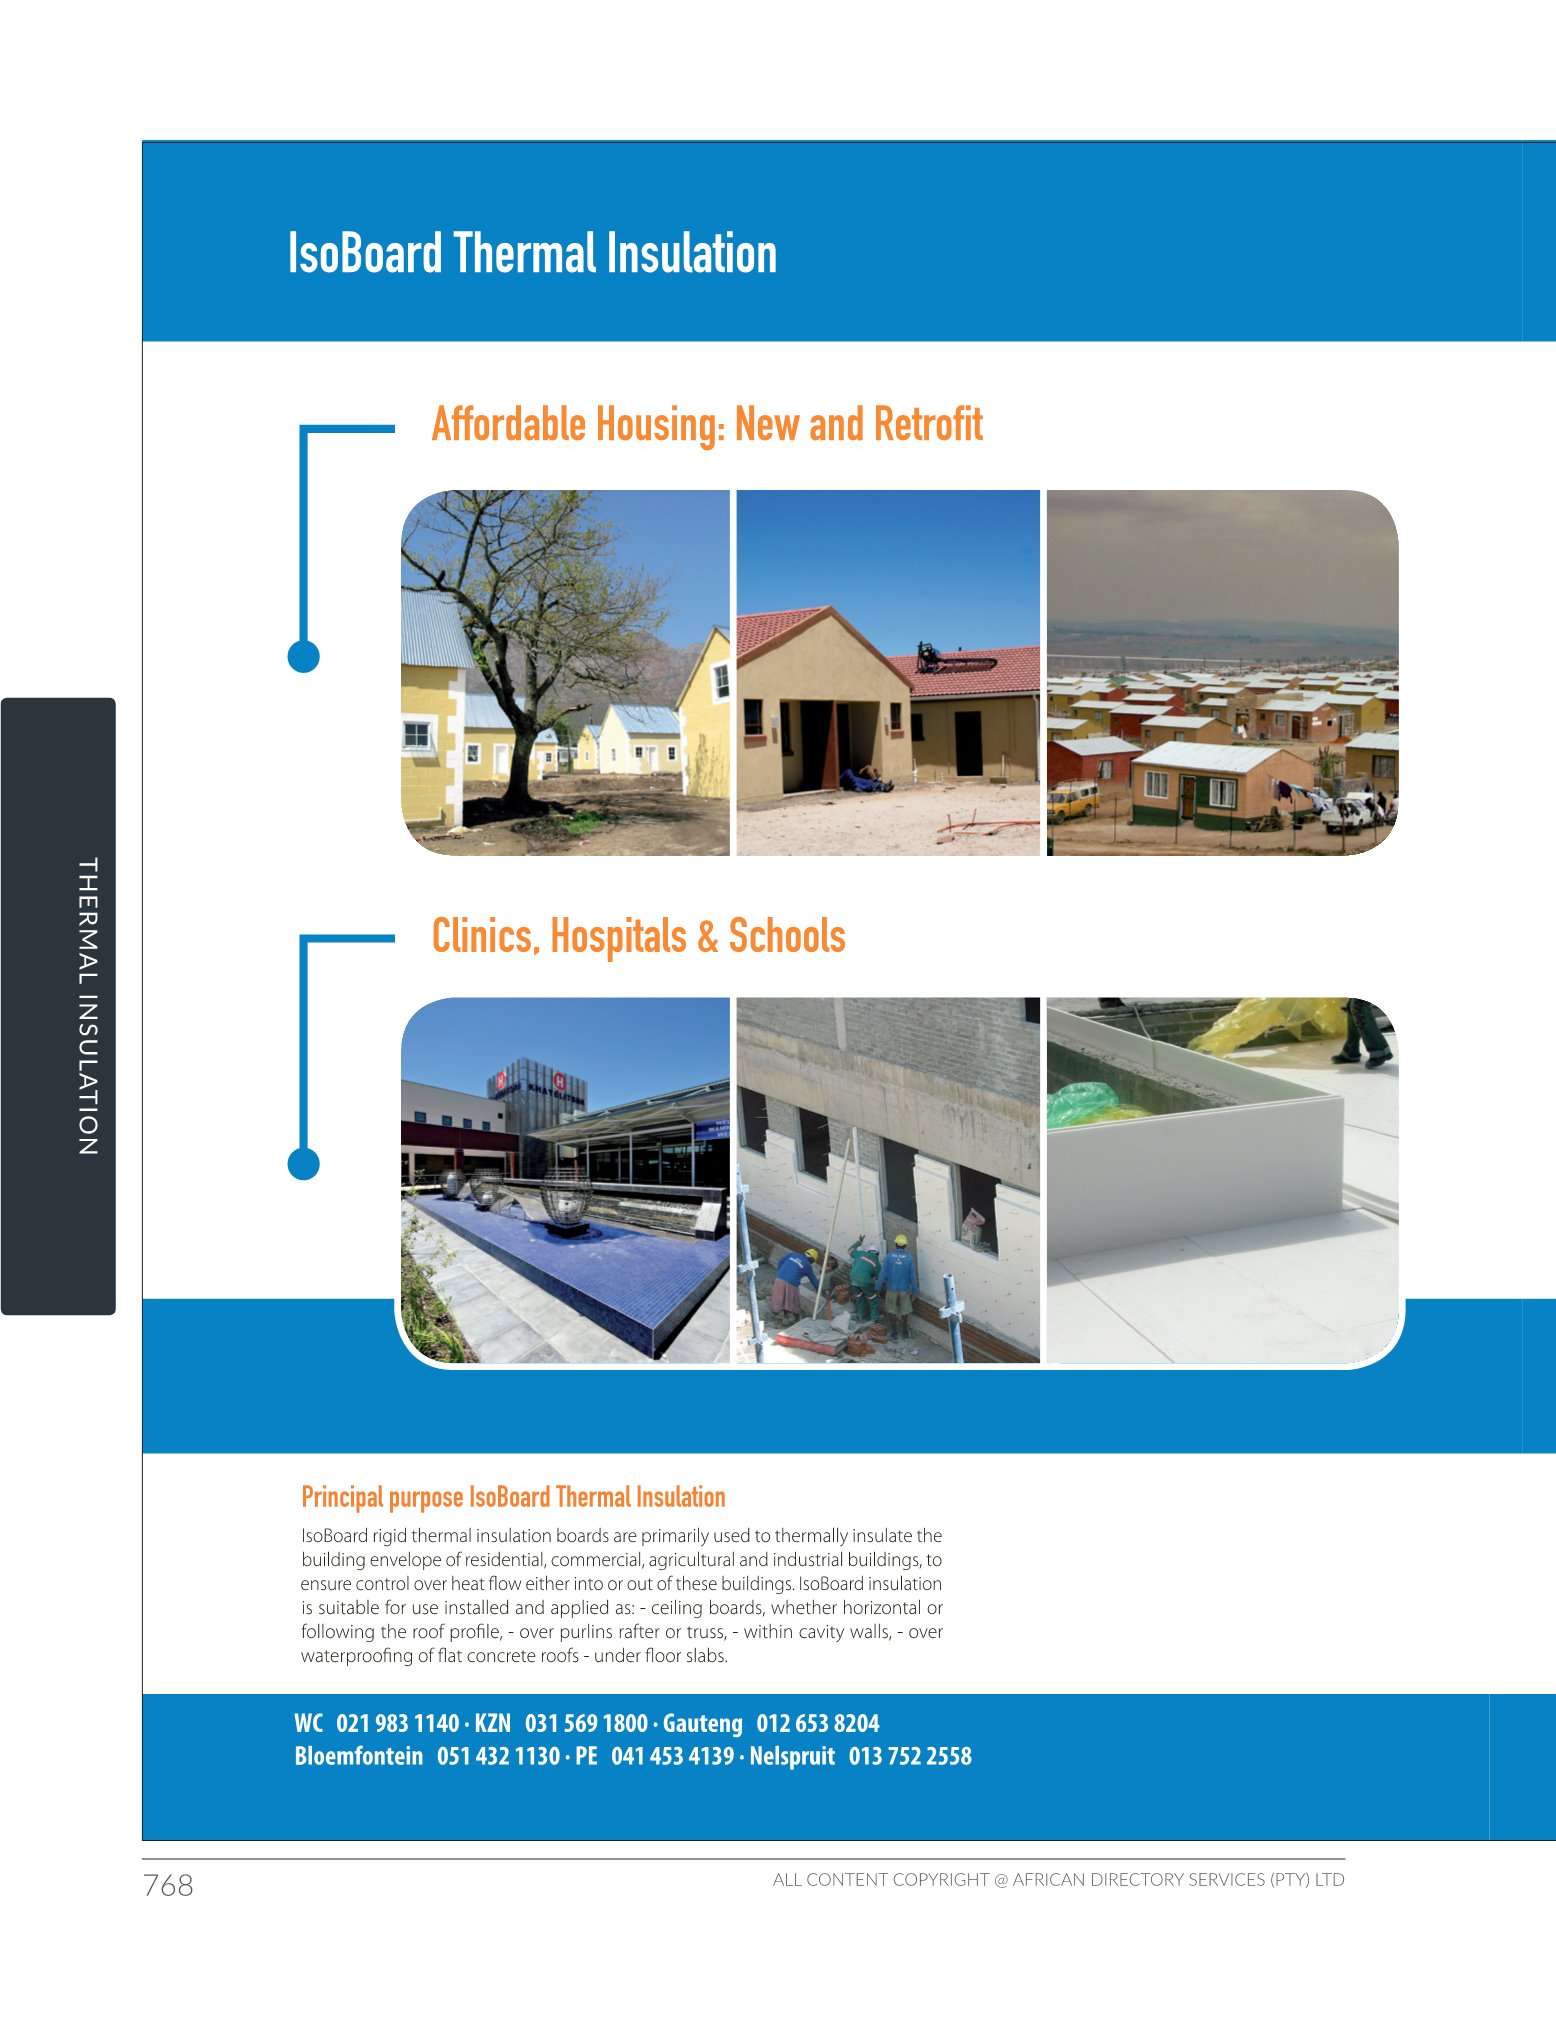 IsoBoard Thermal Insulation
Affordable Housing: New and Retrofit
Clinics, Hospitals & Schools
KHAYELITSHA
THERMAL INSULATION
Principal purpose IsoBoard Thermal Insulation
IsoBoard rigid thermal insulation boards are primarily used to thermally insulate the
building envelope of residential, commercial, agricultural and industrial buildings, to
ensure control over heat flow either into or out of these buildings. IsoBoard insulation
is suitable for use installed and applied as: - ceiling boards, whether horizontal or
following the roof profile, - over purlins rafter or truss, - within cavity walls, - over
waterproofing of flat concrete roofs - under floor slabs.
WC 021 983 1140 · KZN 031 569 1800 · Gauteng 012 653 8204
Bloemfontein 051 432 1130 · PE 041 453 4139 · Nelspruit 013 752 2558
768
ALL CONTENT COPYRIGHT @ AFRICAN DIRECTORY SERVICES (PTY) LTD